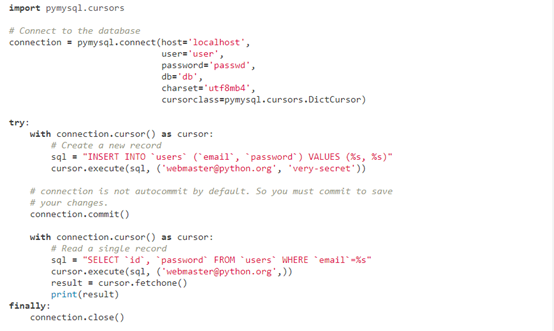 import pymysql.cursors
# Connect to the database
connection = pymysql.connect(host='localhost',
                             user='user',
                             password='passwd',
                             db='db',
                             charset='utf8mb4',
                             cursorclass=pymysql.cursors.DictCursor)
try:
    with connection.cursor() as cursor:
        # Create a new record
        sql = "INSERT INTO `users` (`email`, `password`) VALUES (%s, %s)"
        cursor.execute(sql, ('webmaster@python.org', 'very-secret'))
    # connection is not autocommit by default. So you must commit to save
    # your changes.
    connection.commit()
    with connection.cursor() as cursor:
        # Read a single record
        sql = "SELECT `id`, `password` FROM `users` WHERE `email`=%s"
        cursor.execute(sql, ('webmaster@python.org',))
        result = cursor.fetchone()
        print(result)
finally:
    connection.close()